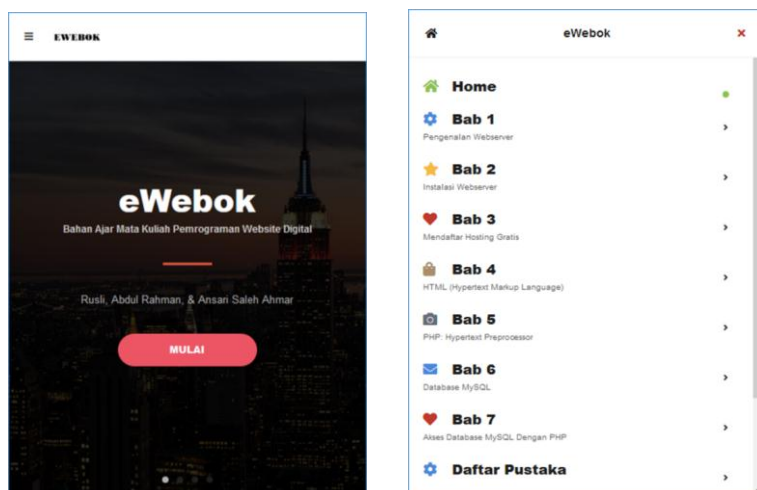 EWEBOK
eWebok
Bahan Ajar Mata Kuliah Pemrograman Website Digital
Rusli, Abdul Rahman, & Ansari Saleh Ahmar
MULAI
eWebok
Home
Bab 1
Pengenalan Webserver
Bab 2
Instalasi Webserver
Bab 3
Mendaftar Hosting Gratis
Bab 4
HTML (Hypertext Markup Language)
Bab 5
PHP: Hypertext Preprocessor
Bab 6
Database MySQL
Bab 7
Akses Database MySQL Dengan PHP
Daftar Pustaka